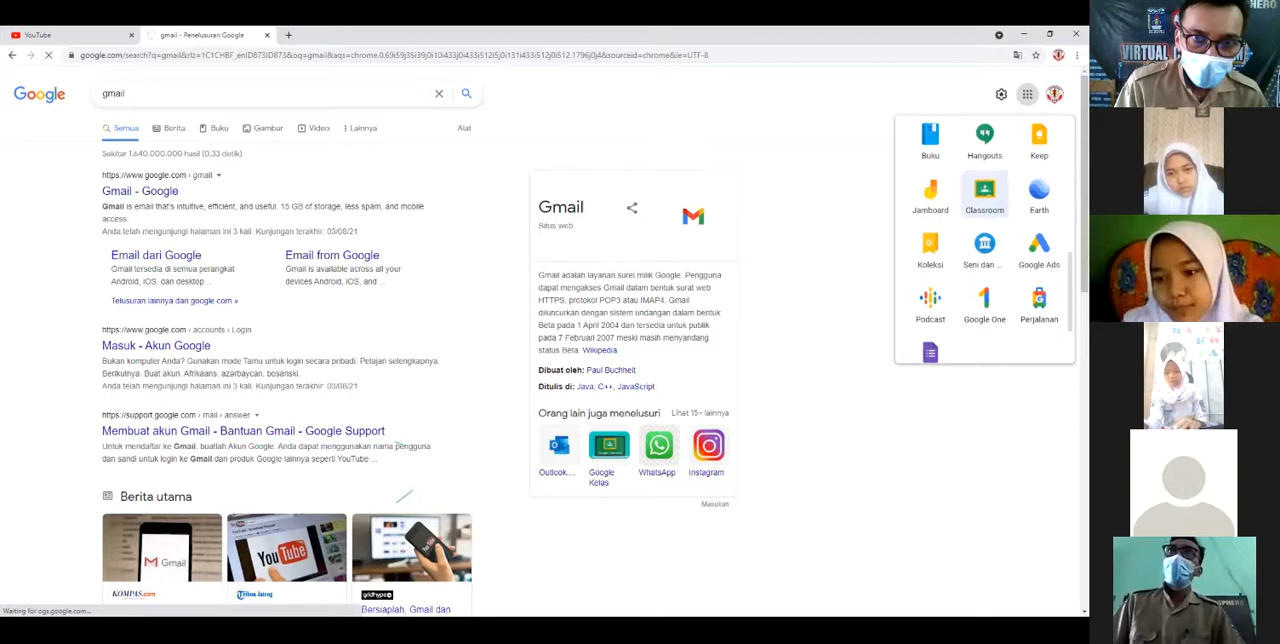 YouTube
gmail - Penelusuran Google
google.com/search?q=gmail&rlz=1C1CHBF_enID873ID873&oq=gmail&aqs=chrome.0.69i59j35i39j0i10i433j0i433i512l5j0i131i433i512j0i512.1796j0j4&sourceid=chrome&ie=UTF-8
Google
gmail
Semua Berita Buku Gambar Video Lainnya Alat
Sekitar 1.640.000.000 hasil (0,33 detik)
https://www.google.com › gmail
Gmail - Google
Gmail is email that's intuitive, efficient, and useful. 15 GB of storage, less spam, and mobile
access.
Anda telah mengunjungi halaman ini 3 kali. Kunjungan terakhir: 03/08/21
Email dari Google
Gmail tersedia di semua perangkat
Android, iOS, dan desktop ...
Email from Google
Gmail is available across all your
devices Android, iOS, and ...
Telusuran lainnya dari google.com »
https://www.google.com › accounts › Login
Masuk - Akun Google
Bukan komputer Anda? Gunakan mode Tamu untuk login secara pribadi. Pelajari selengkapnya.
Berikutnya. Buat akun. Afrikaans. azərbaycan. bosanski.
Anda telah mengunjungi halaman ini 3 kali. Kunjungan terakhir: 03/08/21
https://support.google.com › mail › answer
Membuat akun Gmail - Bantuan Gmail - Google Support
Untuk mendaftar ke Gmail, buatlah Akun Google. Anda dapat menggunakan nama pengguna
dan sandi untuk login ke Gmail dan produk Google lainnya seperti YouTube ...
Berita utama
Gmail
YouTube
KOMPAS.com
gridhype
Bersiaplah, Gmail dan
Gmail
Situs web
Gmail adalah layanan surel milik Google. Pengguna
dapat mengakses Gmail dalam bentuk surat web
HTTPS, protokol POP3 atau IMAP4. Gmail
diluncurkan dengan sistem undangan dalam bentuk
Beta pada 1 April 2004 dan tersedia untuk publik
pada 7 Februari 2007 meski masih menyandang
status Beta. Wikipedia
Dibuat oleh: Paul Buchheit
Ditulis di: Java, C++, JavaScript
Orang lain juga menelusuri Lihat 15+ lainnya
Outlook.... Google Kelas WhatsApp Instagram
Masukan
Buku Hangouts Keep
Jamboard Classroom Earth
Koleksi Seni dan ... Google Ads
Podcast Google One Perjalanan
Waiting for ogs.google.com...
VIRTUAL